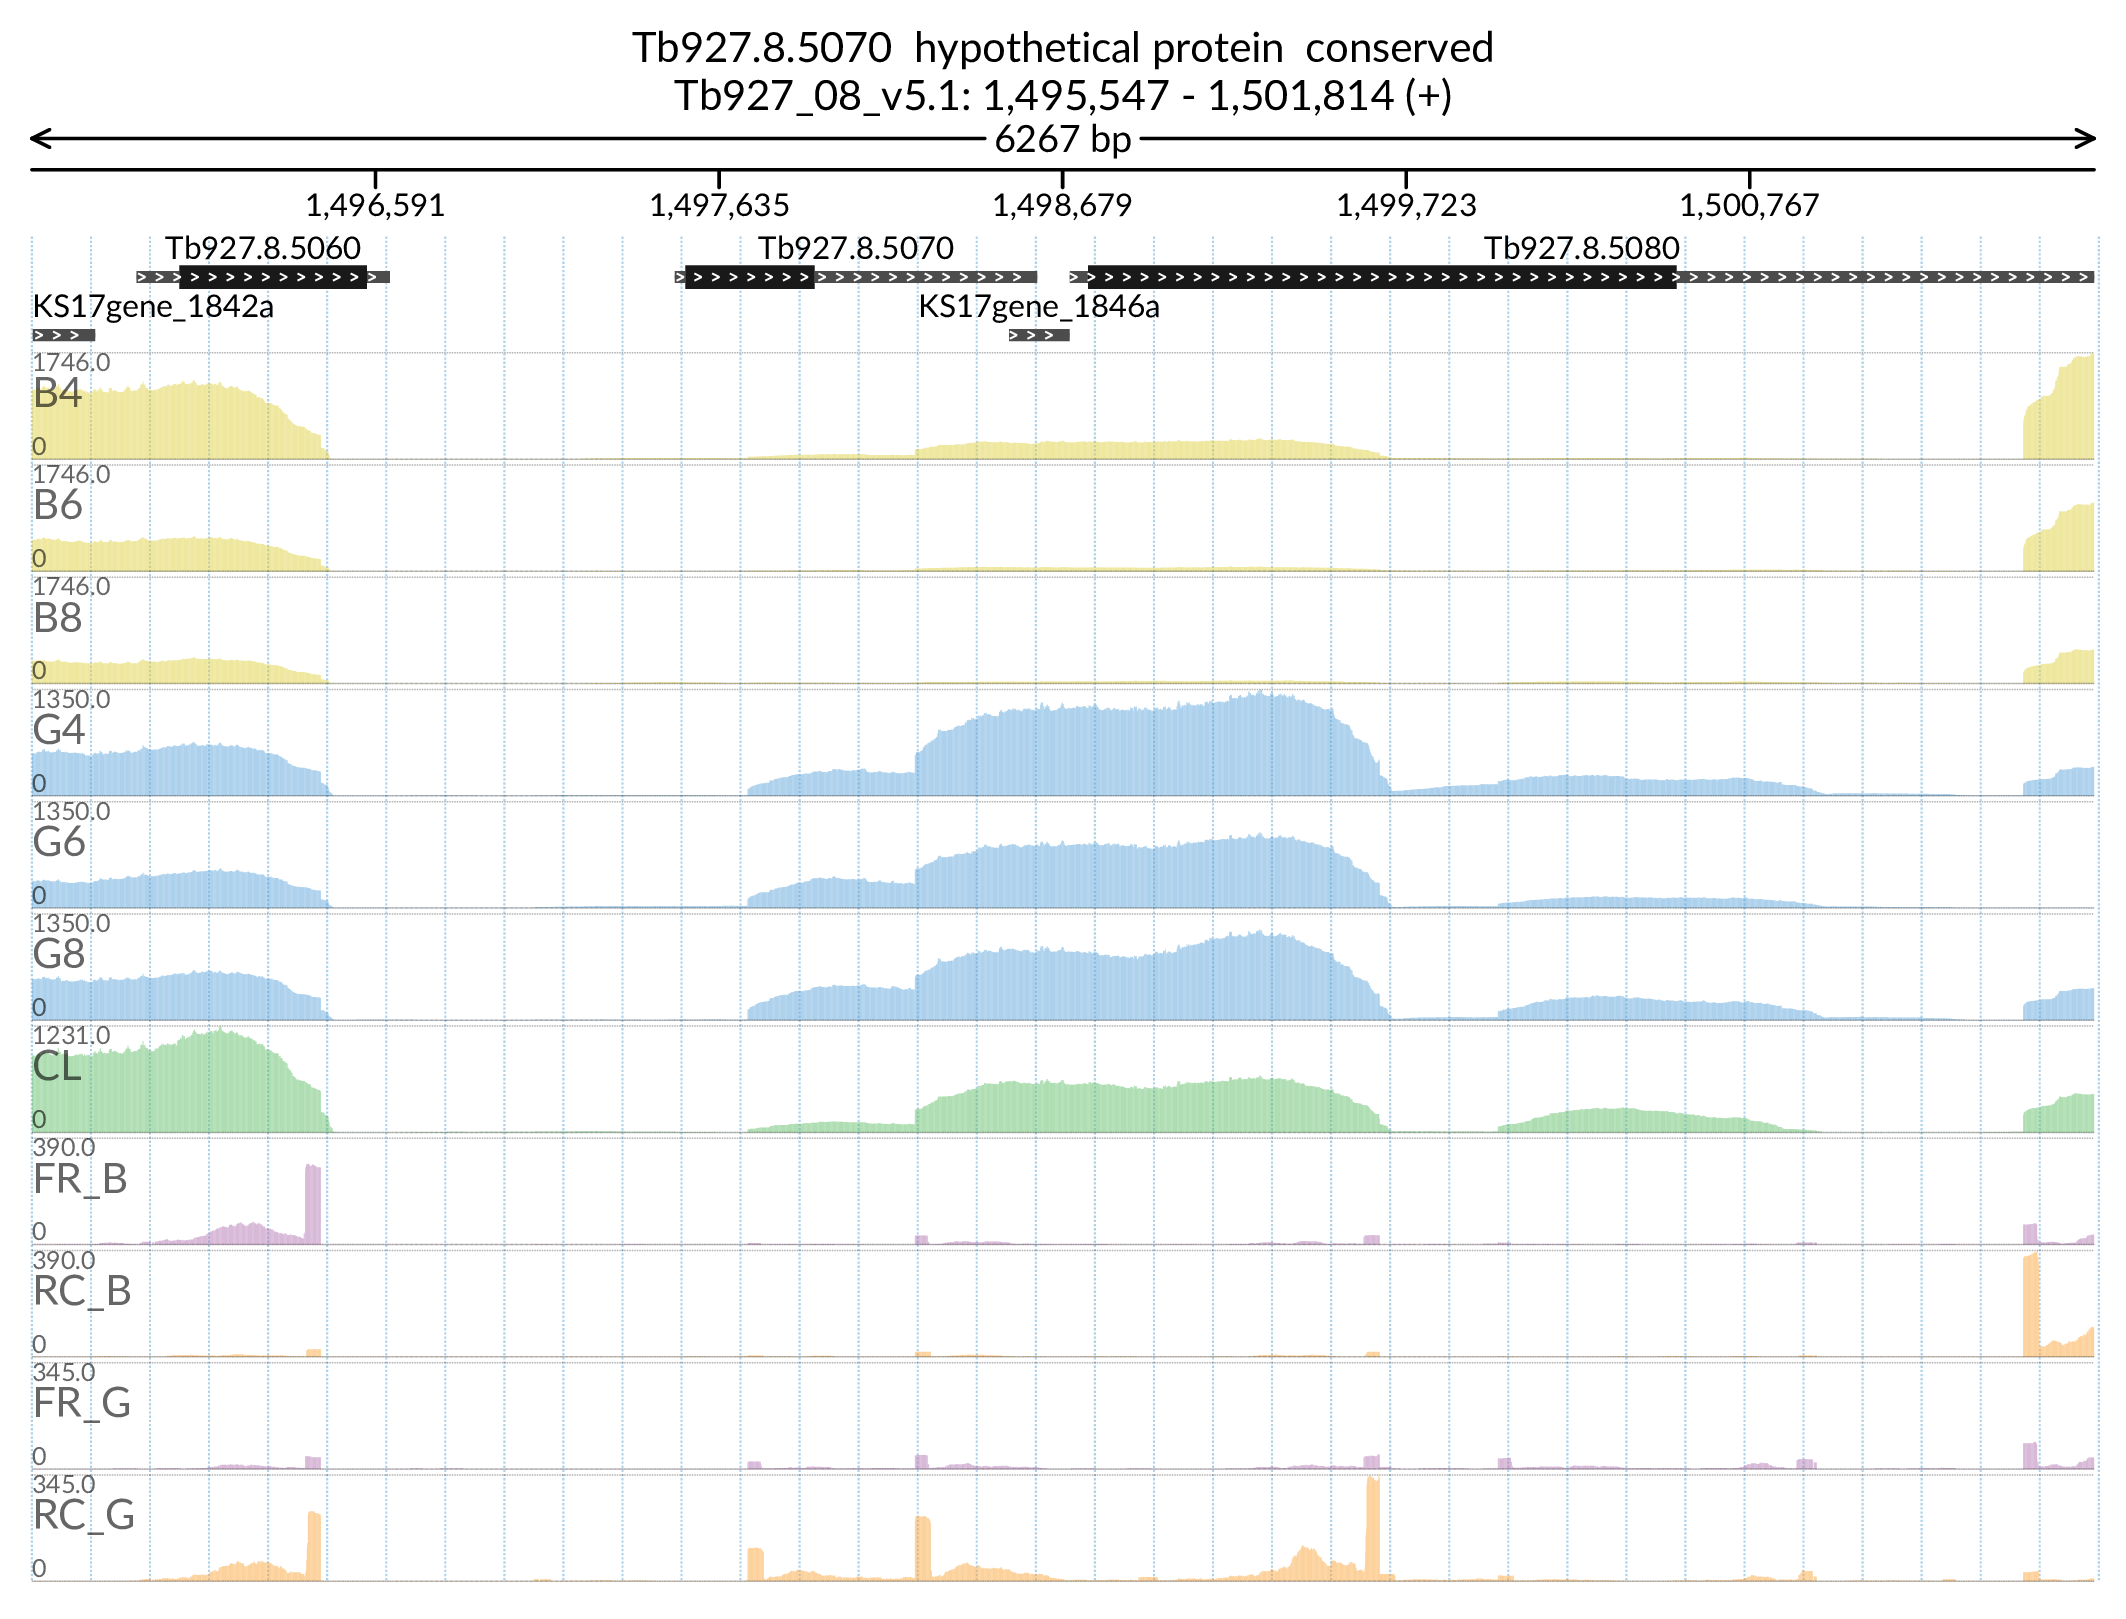 Tb927.8.5070  hypothetical protein  conserved
Tb927_08_v5.1: 1,495,547 - 1,501,814 (+)
6267 bp
1,496,591 1,497,635 1,498,679 1,499,723 1,500,767
Tb927.8.5060 Tb927.8.5070 Tb927.8.5080
KS17gene_1842a KS17gene_1846a
1746.0
B4
0
1746.0
B6
0
1746.0
B8
0
1350.0
G4
0
1350.0
G6
0
1350.0
G8
0
1231.0
CL
0
390.0
FR_B
0
390.0
RC_B
0
345.0
FR_G
0
345.0
RC_G
0